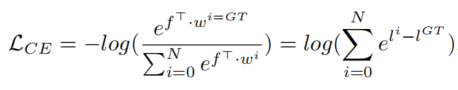 \mathcal{L}_{CE} = -log(\frac{e^{f^\top \cdot w^{i=GT}}}{\sum_{i=0}^{N} e^{f^\top \cdot w^i}}) = log(\sum_{i=0}^{N} e^{l^i - l^{GT}})